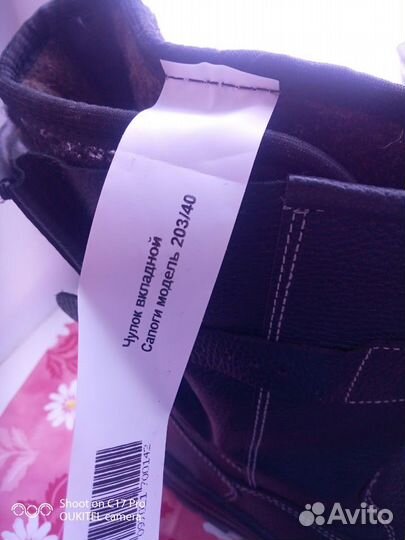 Чулок вкладной
Сапоги модель 203/40
Shoot on C17 Pro
OUKITEL camera
Avito